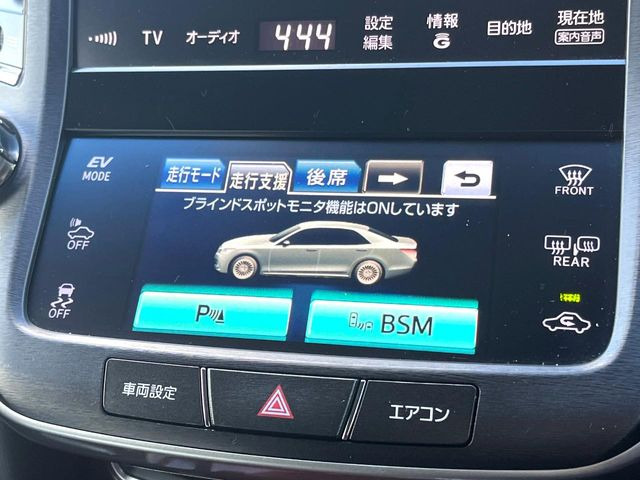 TV
オーディオ
444
設定
編集
情報
G
目的地
現在地
案内音声
EV
MODE
走行モード
走行支援
後席
FRONT
ブラインドスポットモニタ機能はONしています
OFF
REAR
OFF
P
BSM
車両設定
エアコン